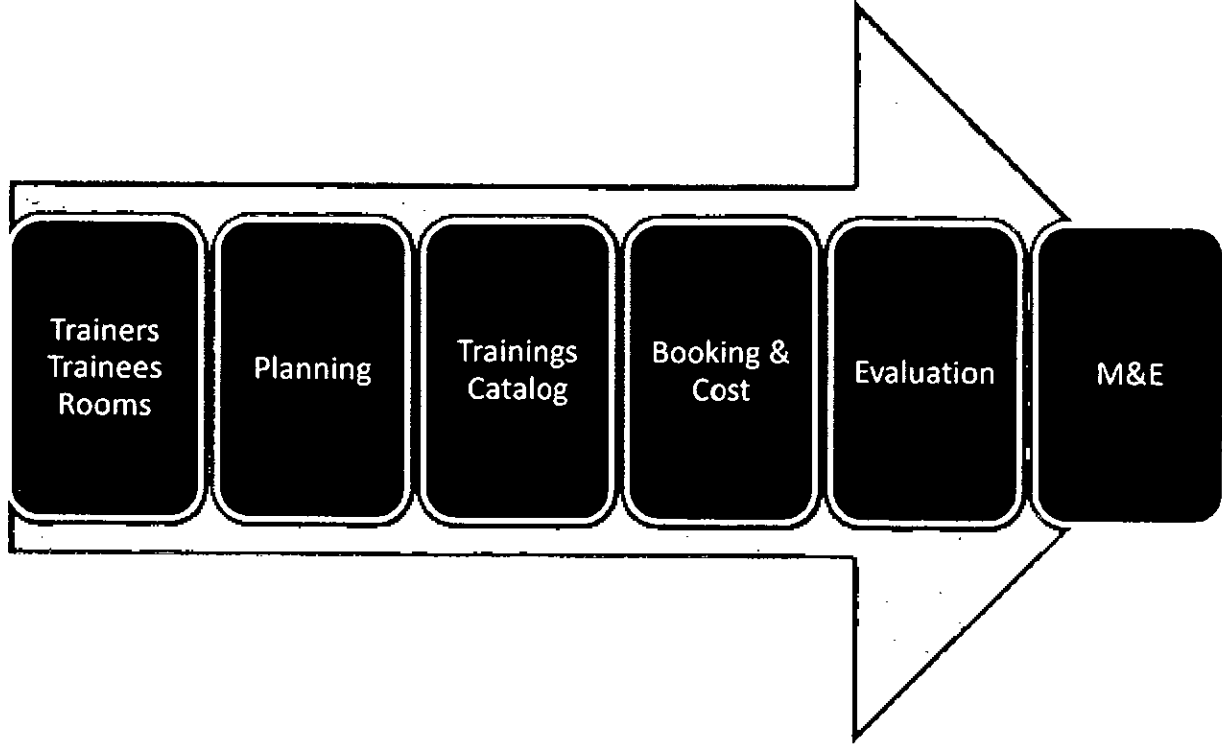 Trainers
Trainees
Rooms
Planning
Trainings
Catalog
Booking &
Cost
Evaluation
M&E